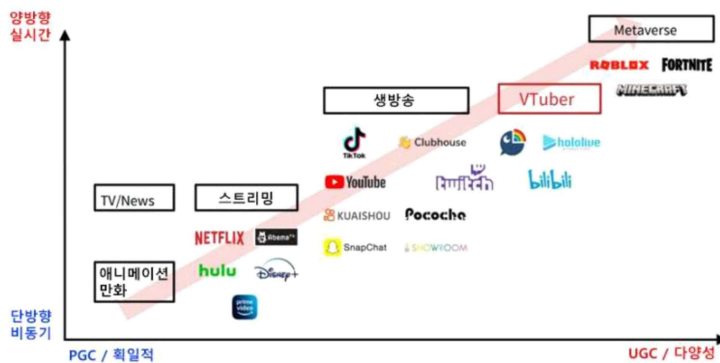 양방향
실시간
Metaverse
ROBLOX FORTNITE
MINECRAFT
생방송
VTuber
TikTok
Clubhouse
hololive
YouTube
twitch
bilibili
TV/News
스트리밍
KUAISHOU
Pococha
NETFLIX
AbemaTV
SnapChat
SHOWROOM
애니메이션
만화
hulu
Disney+
prime video
단방향
비동기
PGC / 획일적
UGC / 다양성